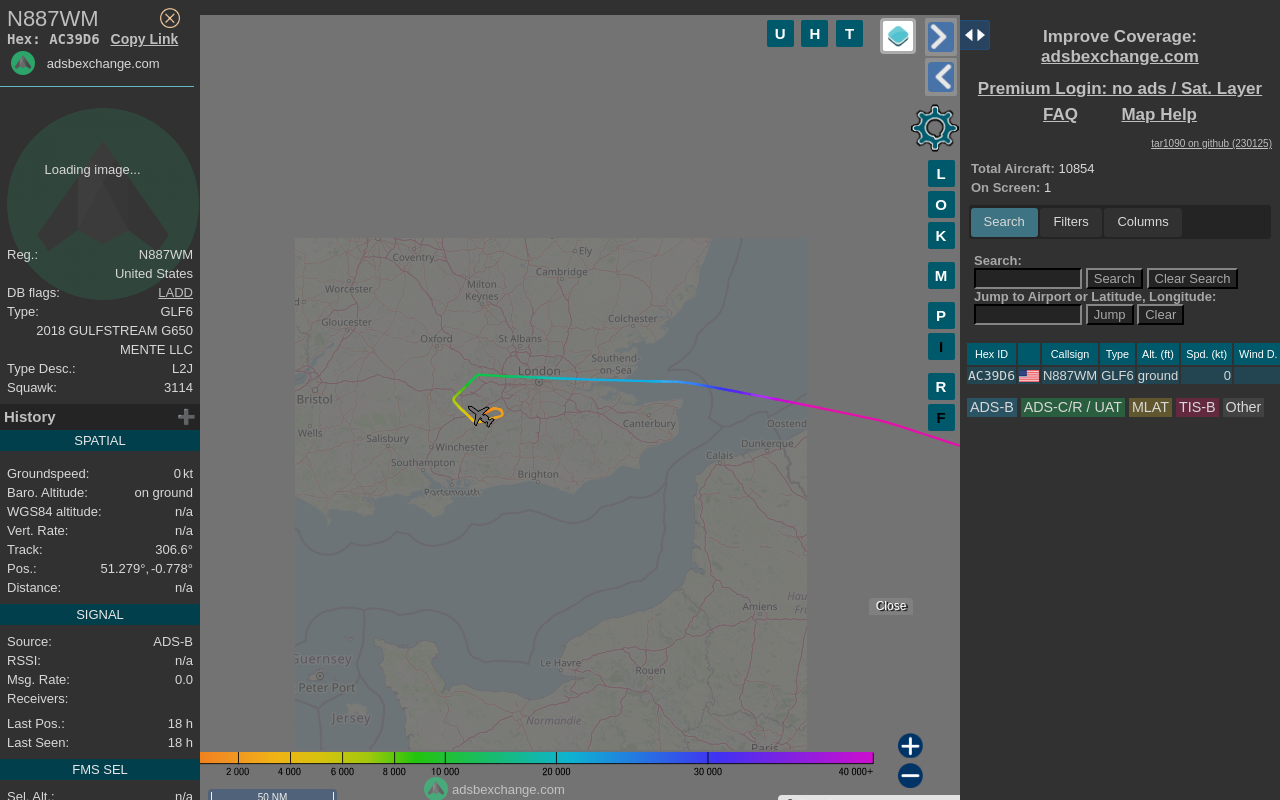 N887WM
Hex: AC39D6 Copy Link
adsbexchange.com
Loading image...
Reg.: N887WM
United States
DB flags: LADD
Type: GLF6
2018 GULFSTREAM G650
MENTE LLC
Type Desc.: L2J
Squawk: 3114
History
SPATIAL
Groundspeed: 0 kt
Baro. Altitude: on ground
WGS84 altitude: n/a
Vert. Rate: n/a
Track: 306.6°
Pos.: 51.279°, -0.778°
Distance: n/a
SIGNAL
Source: ADS-B
RSSI: n/a
Msg. Rate: 0.0
Receivers:
Last Pos.: 18 h
Last Seen: 18 h
FMS SEL
Sel. Alt.: n/a
U H T
L
O
K
M
P
I
R
F
Ely
Coventry
Cambridge
Worcester
Milton
Keynes
Gloucester
Colchester
Oxford
St Albans
Southend
-on-Sea
London
Bristol
Wells
Canterbury
Oostend
Salisbury
Winchester
Dunkerque
Southampton
Calais
Brighton
Portsmouth
Amiens
Hau
Fr
Close
Guernsey
Le Havre
Rouen
Peter Port
Jersey
Normandie
Paris
2 000 4 000 6 000 8 000 10 000 20 000 30 000 40 000+
adsbexchange.com
50 NM
Improve Coverage:
adsbexchange.com
Premium Login: no ads / Sat. Layer
FAQ Map Help
tar1090 on github (230125)
Total Aircraft: 10854
On Screen: 1
Search Filters Columns
Search:
Search Clear Search
Jump to Airport or Latitude, Longitude:
Jump Clear
Hex ID Callsign Type Alt. (ft) Spd. (kt) Wind D.
AC39D6 N887WM GLF6 ground 0
ADS-B ADS-C/R / UAT MLAT TIS-B Other